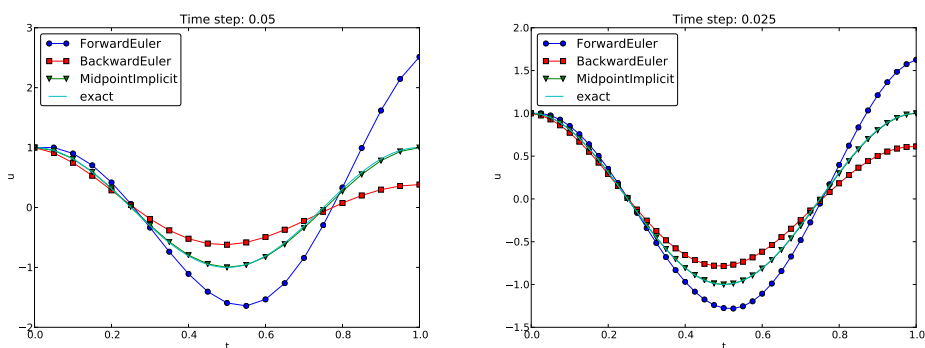 Time step: 0.05
3
2
1
0
−1
−2
u
ForwardEuler
BackwardEuler
MidpointImplicit
exact
0.0 0.2 0.4 0.6 0.8 1.0
t
Time step: 0.025
2.0
1.5
1.0
0.5
0.0
−0.5
−1.0
−1.5
u
ForwardEuler
BackwardEuler
MidpointImplicit
exact
0.0 0.2 0.4 0.6 0.8 1.0
t